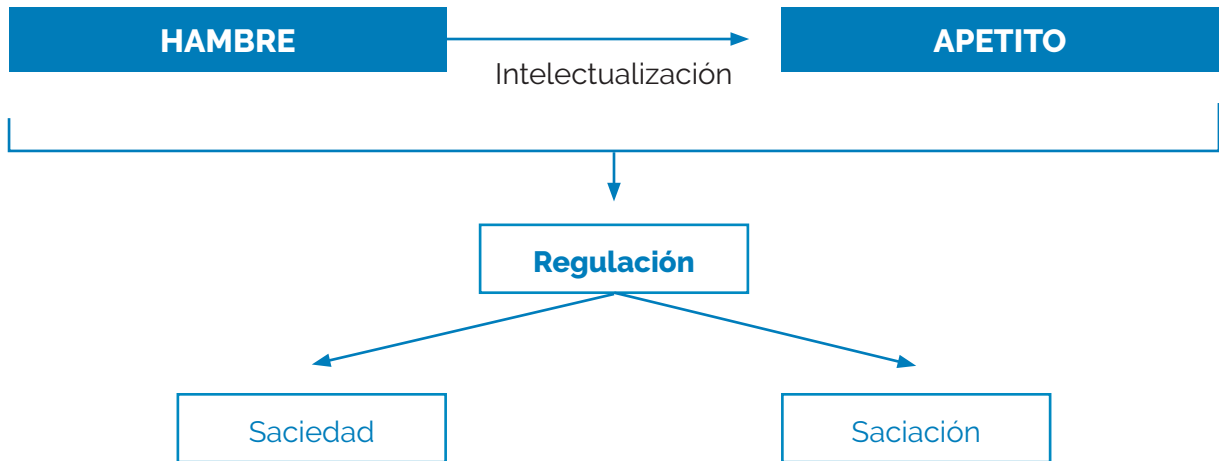 HAMBRE
Intelectualización
APETITO
Regulación
Saciedad
Saciación